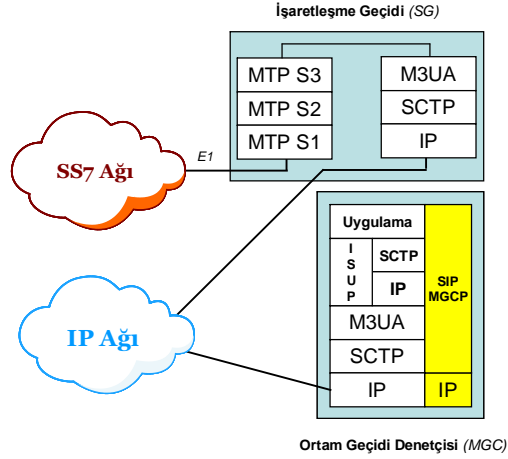 İşaretleşme Geçidi (SG)
MTP S3
MTP S2
MTP S1
M3UA
SCTP
IP
E1
SS7 Ağı
IP Ağı
Uygulama
ISUP
SCTP
IP
SIP
MGCP
M3UA
SCTP
IP
IP
Ortam Geçidi Denetçisi (MGC)